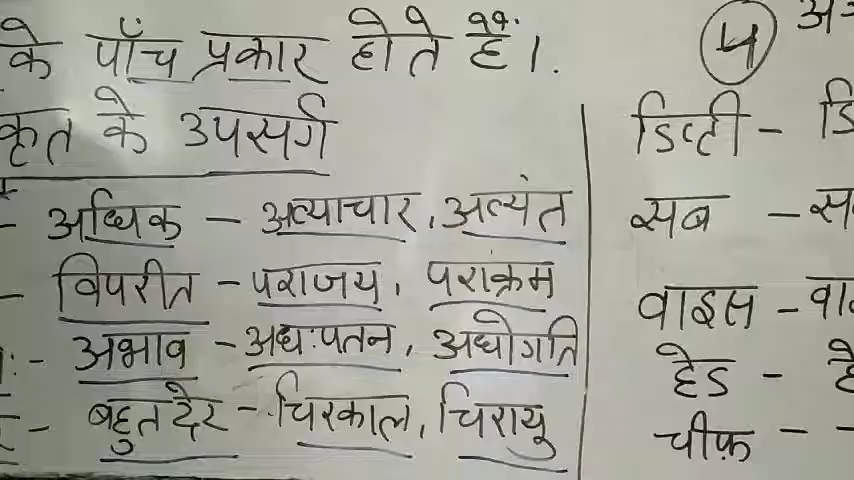 के पाँच प्रकार होते हैं।
कृत के उपसर्ग
- अधिक - अत्याचार, अत्यंत
- विपरीत - पराजय, पराक्रम
:- अभाव - अधःपतन, अधोगति
- बहुत देर - चिरकाल, चिरायु
५
डिप्टी - डि
सब - स
वाइस - वा
हेड - है
चीफ़ -